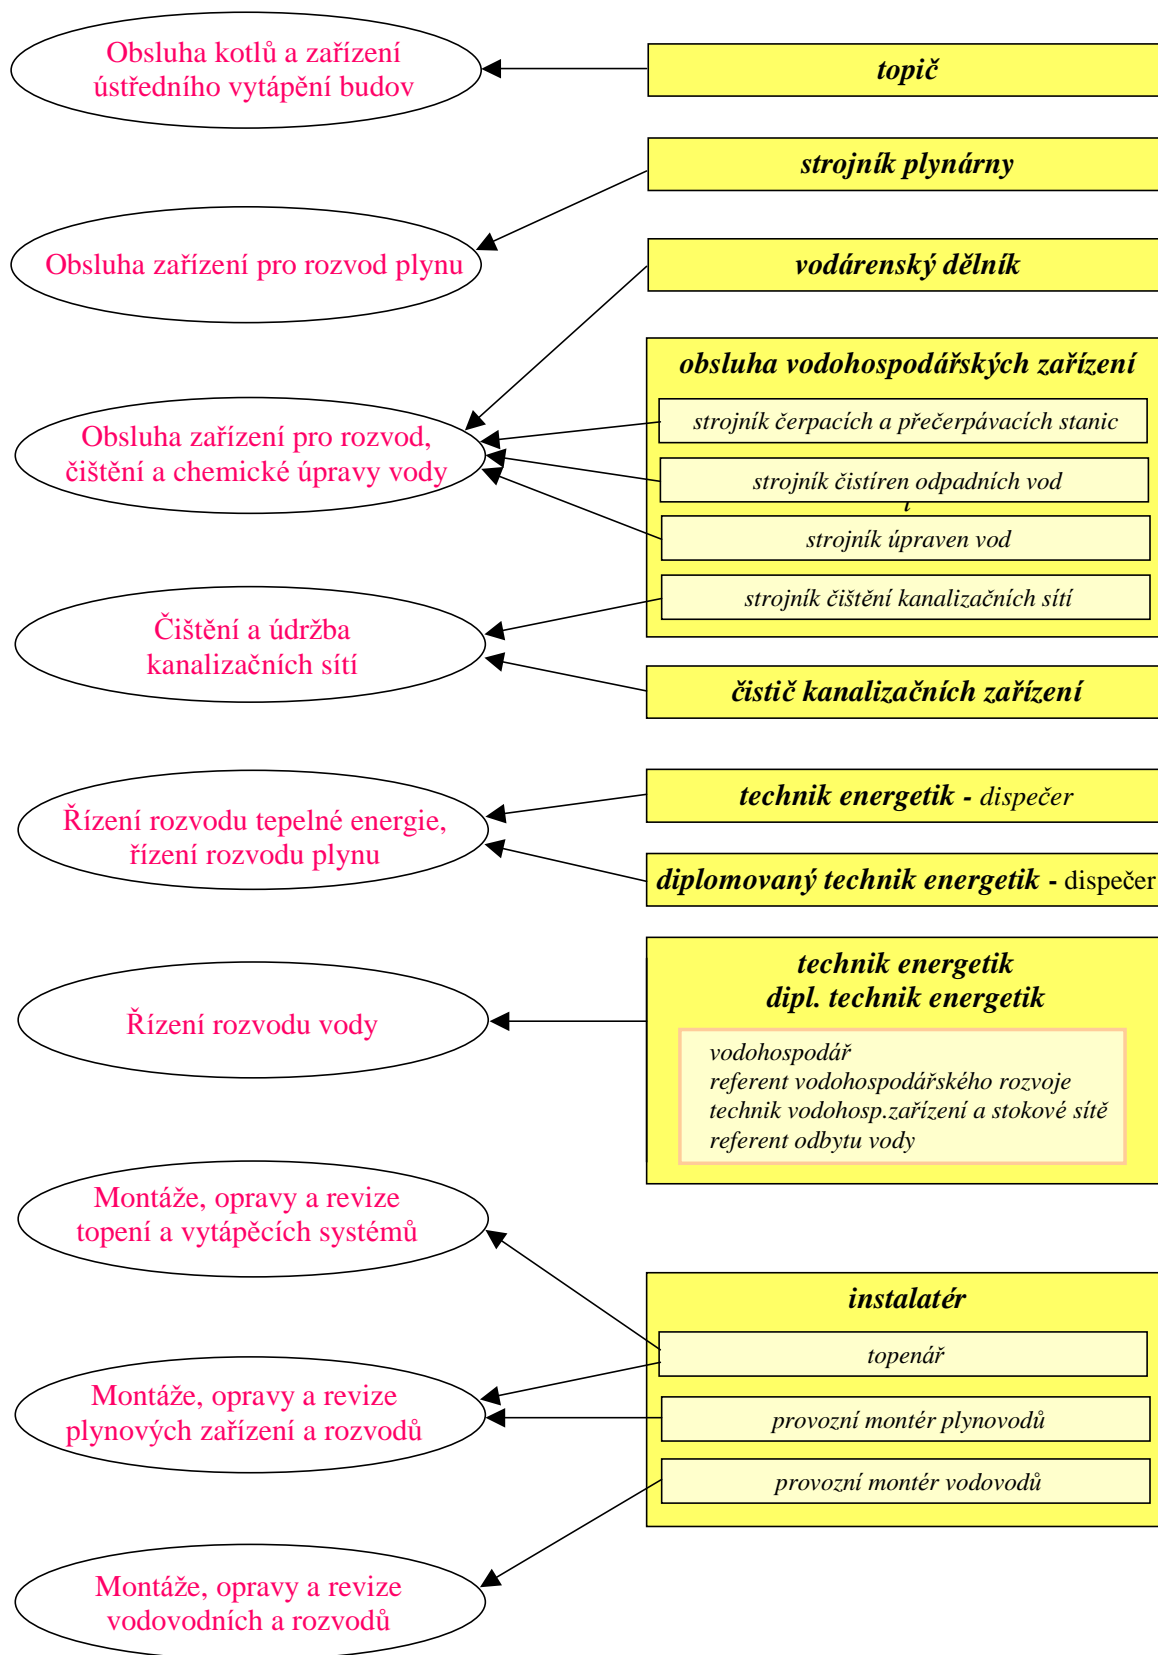 Obsluha kotlů a zařízení
ústředního vytápění budov
topič
strojník plynárny
Obsluha zařízení pro rozvod plynu
vodárenský dělník
obsluha vodohospodářských zařízení
strojník čerpacích a přečerpávacích stanic
Obsluha zařízení pro rozvod,
čištění a chemické úpravy vody
strojník čistíren odpadních vod
strojník úpraven vod
strojník čištění kanalizačních sítí
Čištění a údržba
kanalizačních sítí
čistič kanalizačních zařízení
technik energetik - dispečer
Řízení rozvodu tepelné energie,
řízení rozvodu plynu
diplomovaný technik energetik - dispečer
technik energetik
dipl. technik energetik
Řízení rozvodu vody
vodohospodář
referent vodohospodářského rozvoje
technik vodohosp.zařízení a stokové sítě
referent odbytu vody
Montáže, opravy a revize
topení a vytápěcích systémů
instalatér
topenář
Montáže, opravy a revize
plynových zařízení a rozvodů
provozní montér plynovodů
provozní montér vodovodů
Montáže, opravy a revize
vodovodních a rozvodů